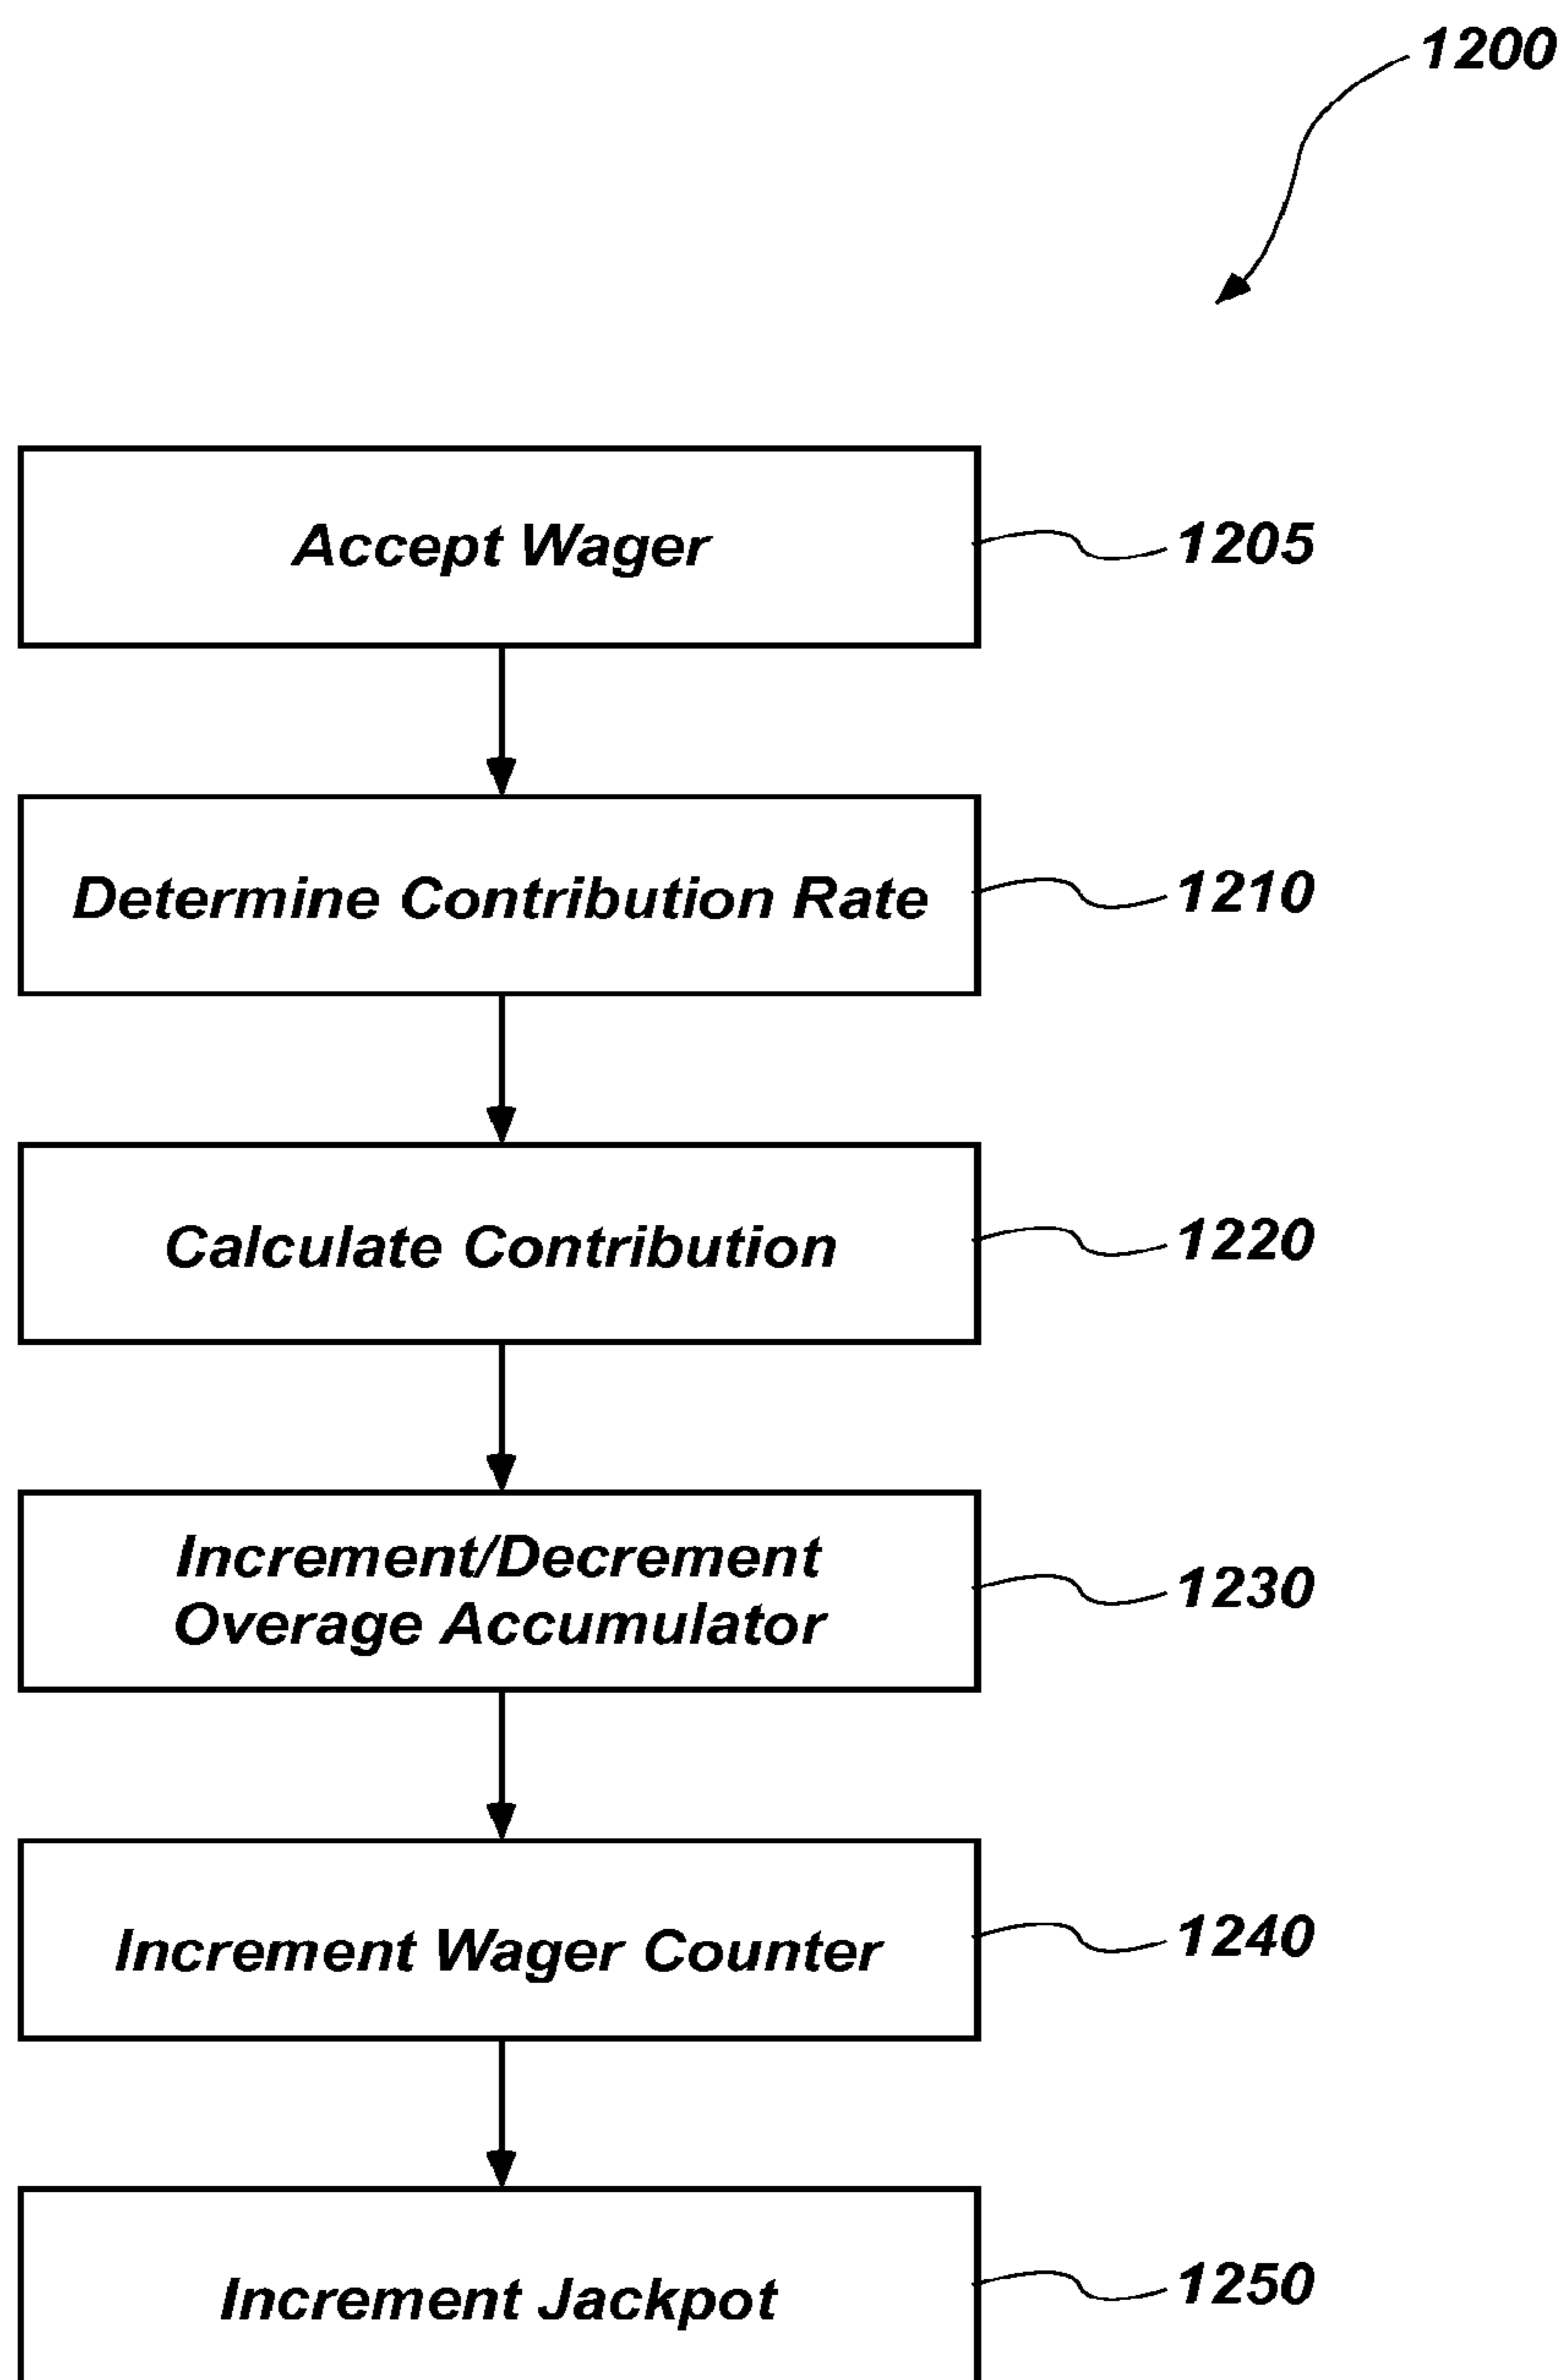 1200
Accept Wager
1205
Determine Contribution Rate
1210
Calculate Contribution
1220
Increment/Decrement
Overage Accumulator
1230
Increment Wager Counter
1240
Increment Jackpot
1250